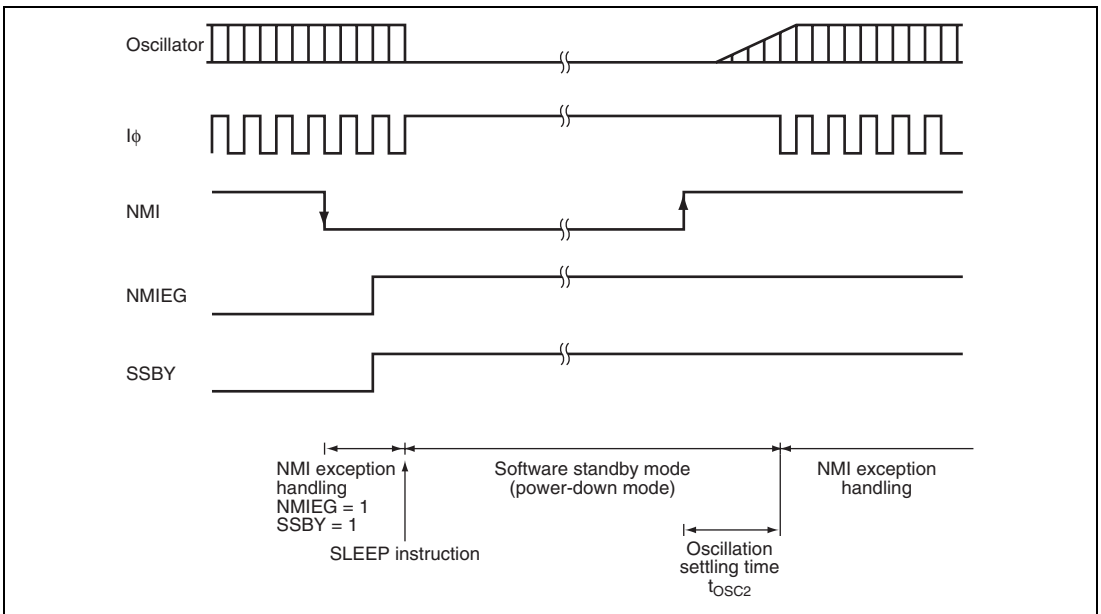 Oscillator
Iϕ
NMI
NMIEG
SSBY
NMI exception
handling
NMIEG = 1
SSBY = 1
SLEEP instruction
Software standby mode
(power-down mode)
NMI exception
handling
Oscillation
settling time
tOSC2